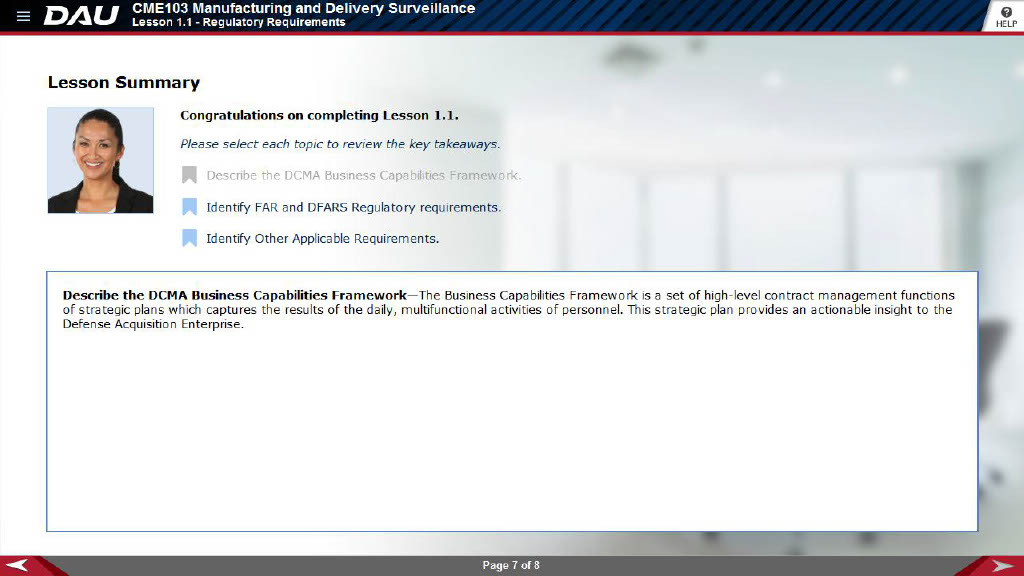 DAU
CME103 Manufacturing and Delivery Surveillance
Lesson 1.1 - Regulatory Requirements
HELP
Lesson Summary
Congratulations on completing Lesson 1.1.
Please select each topic to review the key takeaways.
Describe the DCMA Business Capabilities Framework.
Identify FAR and DFARS Regulatory requirements.
Identify Other Applicable Requirements.
Describe the DCMA Business Capabilities Framework—The Business Capabilities Framework is a set of high-level contract management functions
of strategic plans which captures the results of the daily, multifunctional activities of personnel. This strategic plan provides an actionable insight to the
Defense Acquisition Enterprise.
Page 7 of 8